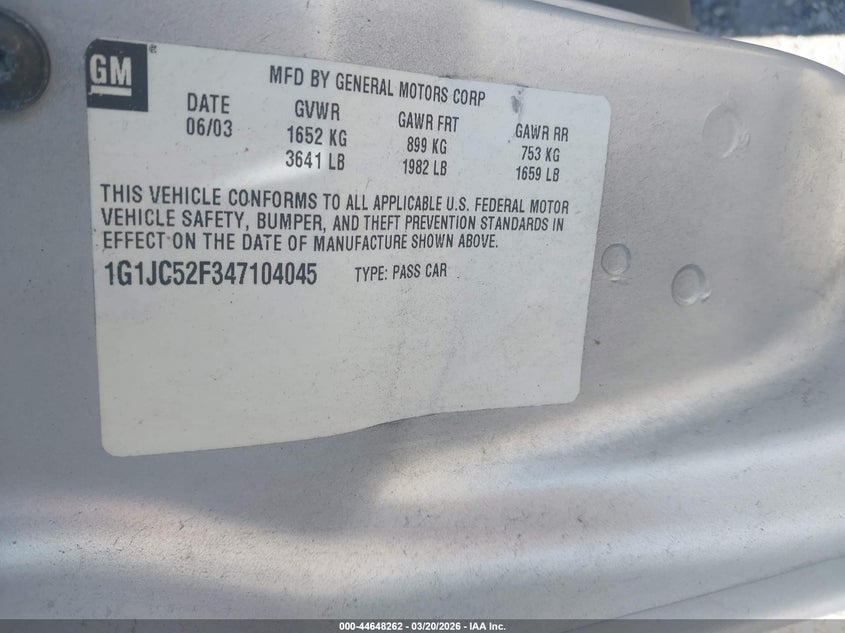 GM®
MFD BY GENERAL MOTORS CORP
DATE GVWR GAWR FRT GAWR RR
06/03 1652 KG 899 KG 753 KG
3641 LB 1982 LB 1659 LB
THIS VEHICLE CONFORMS TO ALL APPLICABLE U.S. FEDERAL MOTOR
VEHICLE SAFETY, BUMPER, AND THEFT PREVENTION STANDARDS IN
EFFECT ON THE DATE OF MANUFACTURE SHOWN ABOVE.
1G1JC52F347104045 TYPE: PASS CAR
000-44648262 - 03/20/2026 - IAA Inc.